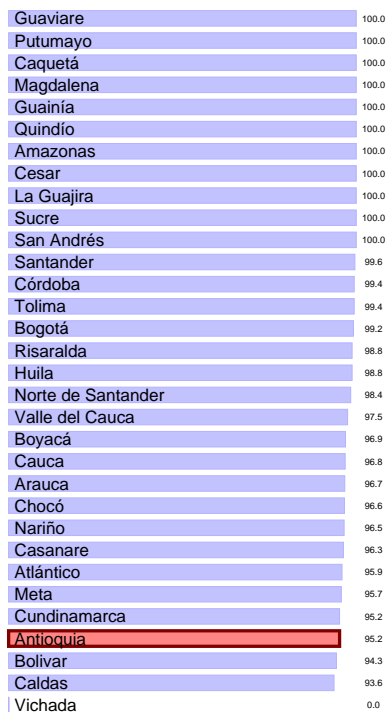 Guaviare 100.0
Putumayo 100.0
Caquetá 100.0
Magdalena 100.0
Guainía 100.0
Quindío 100.0
Amazonas 100.0
Cesar 100.0
La Guajira 100.0
Sucre 100.0
San Andrés 100.0
Santander 99.6
Córdoba 99.4
Tolima 99.4
Bogotá 99.2
Risaralda 98.8
Huila 98.8
Norte de Santander 98.4
Valle del Cauca 97.5
Boyacá 96.9
Cauca 96.8
Arauca 96.7
Chocó 96.6
Nariño 96.5
Casanare 96.3
Atlántico 95.9
Meta 95.7
Cundinamarca 95.2
Antioquia 95.2
Bolivar 94.3
Caldas 93.6
Vichada 0.0